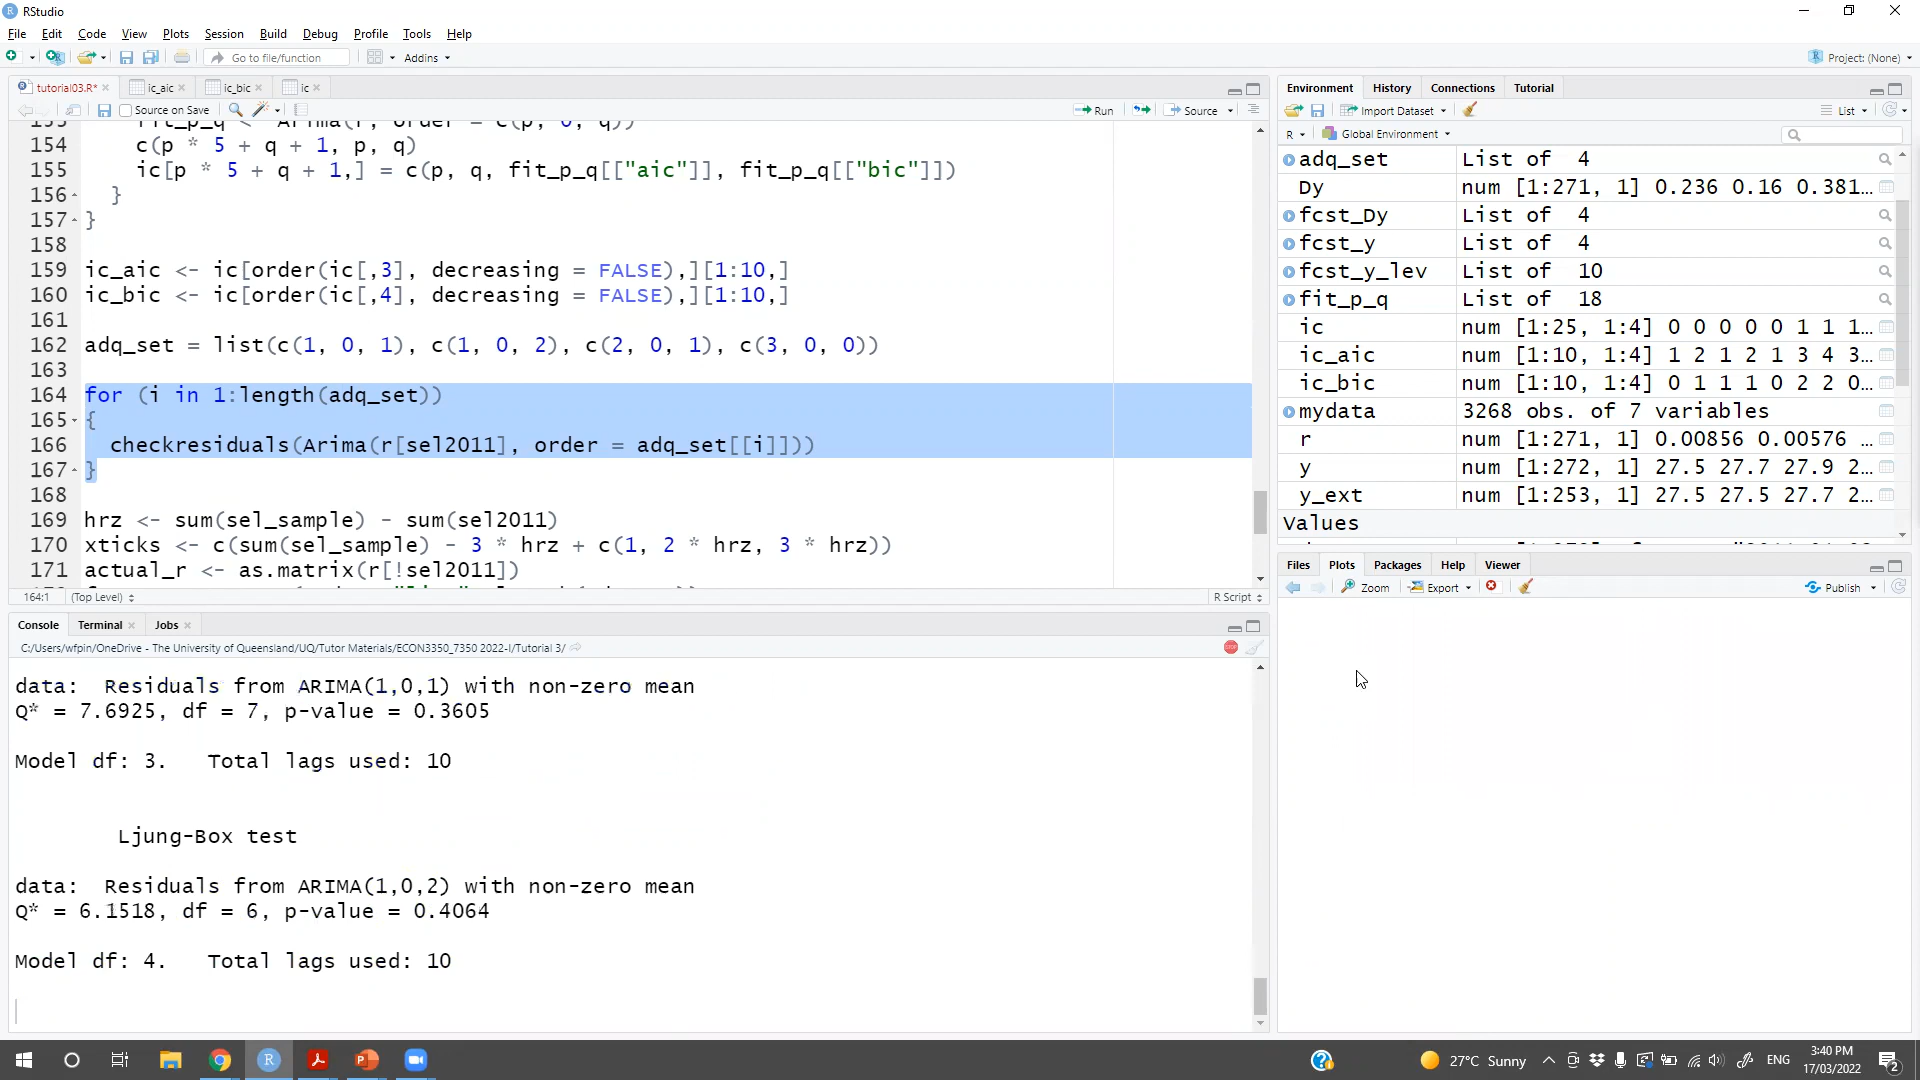 RStudio
File Edit Code View Plots Session Build Debug Profile Tools Help
Go to file/function Addins Project: (None)
tutorial03.R* ic_aic ic_bic ic
Source on Save Run Source
154 c(p * 5 + q + 1, p, q)
155 ic[p * 5 + q + 1,] = c(p, q, fit_p_q[["aic"]], fit_p_q[["bic"]])
156 }
157 }
158
159 ic_aic <- ic[order(ic[,3], decreasing = FALSE),][1:10,]
160 ic_bic <- ic[order(ic[,4], decreasing = FALSE),][1:10,]
161
162 adq_set = list(c(1, 0, 1), c(1, 0, 2), c(2, 0, 1), c(3, 0, 0))
163
164 for (i in 1:length(adq_set))
165 {
166 checkresiduals(Arima(r[sel2011], order = adq_set[[i]]))
167 }
168
169 hrz <- sum(sel_sample) - sum(sel2011)
170 xticks <- c(sum(sel_sample) - 3 * hrz + c(1, 2 * hrz, 3 * hrz))
171 actual_r <- as.matrix(r[!sel2011])
164:1 (Top Level) R Script
Console Terminal Jobs
C:/Users/wfpin/OneDrive - The University of Queensland/UQ/Tutor Materials/ECON3350_7350 2022-I/Tutorial 3/
data: Residuals from ARIMA(1,0,1) with non-zero mean
Q* = 7.6925, df = 7, p-value = 0.3605
Model df: 3. Total lags used: 10
Ljung-Box test
data: Residuals from ARIMA(1,0,2) with non-zero mean
Q* = 6.1518, df = 6, p-value = 0.4064
Model df: 4. Total lags used: 10
Environment History Connections Tutorial
Import Dataset List
R Global Environment
adq_set List of 4
Dy num [1:271, 1] 0.236 0.16 0.381...
fcst_Dy List of 4
fcst_y List of 4
fcst_y_lev List of 10
fit_p_q List of 18
ic num [1:25, 1:4] 0 0 0 0 0 1 1 1...
ic_aic num [1:10, 1:4] 1 2 1 2 1 3 4 3...
ic_bic num [1:10, 1:4] 0 1 1 1 0 2 2 0...
mydata 3268 obs. of 7 variables
r num [1:271, 1] 0.00856 0.00576 ...
y num [1:272, 1] 27.5 27.7 27.9 2...
y_ext num [1:253, 1] 27.5 27.5 27.7 2...
Values
Files Plots Packages Help Viewer
Zoom Export Publish
27°C Sunny ENG 3:40 PM
17/03/2022
2